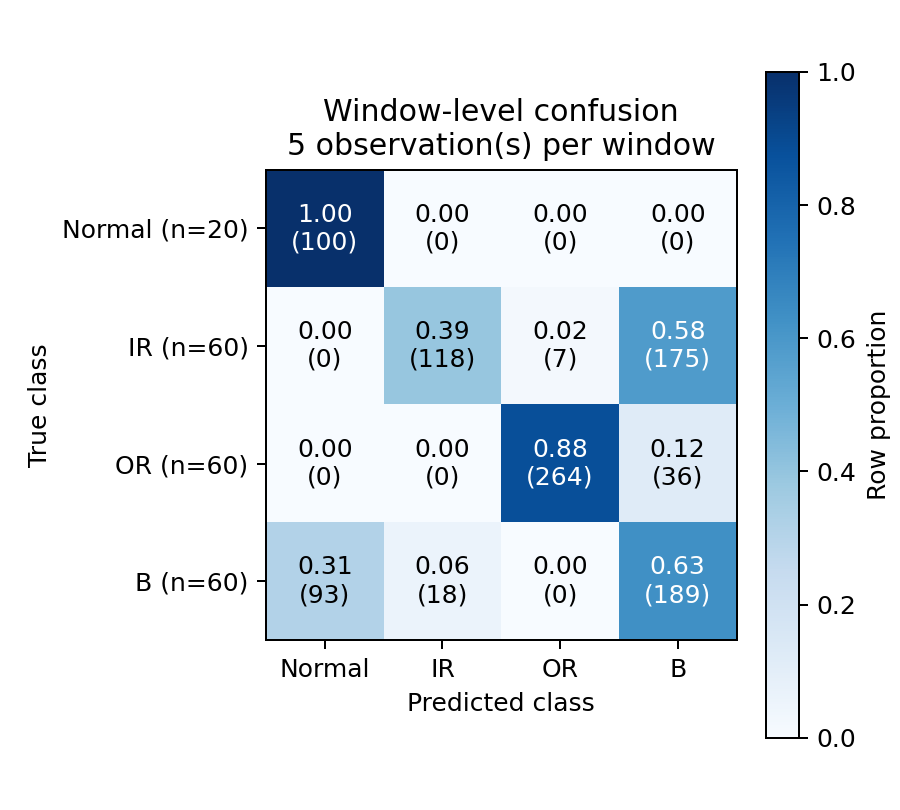 Window-level confusion
5 observation(s) per window
True class
Normal (n=20)
1.00
(100)
0.00
(0)
0.00
(0)
0.00
(0)
IR (n=60)
0.00
(0)
0.39
(118)
0.02
(7)
0.58
(175)
OR (n=60)
0.00
(0)
0.00
(0)
0.88
(264)
0.12
(36)
B (n=60)
0.31
(93)
0.06
(18)
0.00
(0)
0.63
(189)
Normal
IR
OR
B
Predicted class
1.0
0.8
0.6
0.4
0.2
0.0
Row proportion